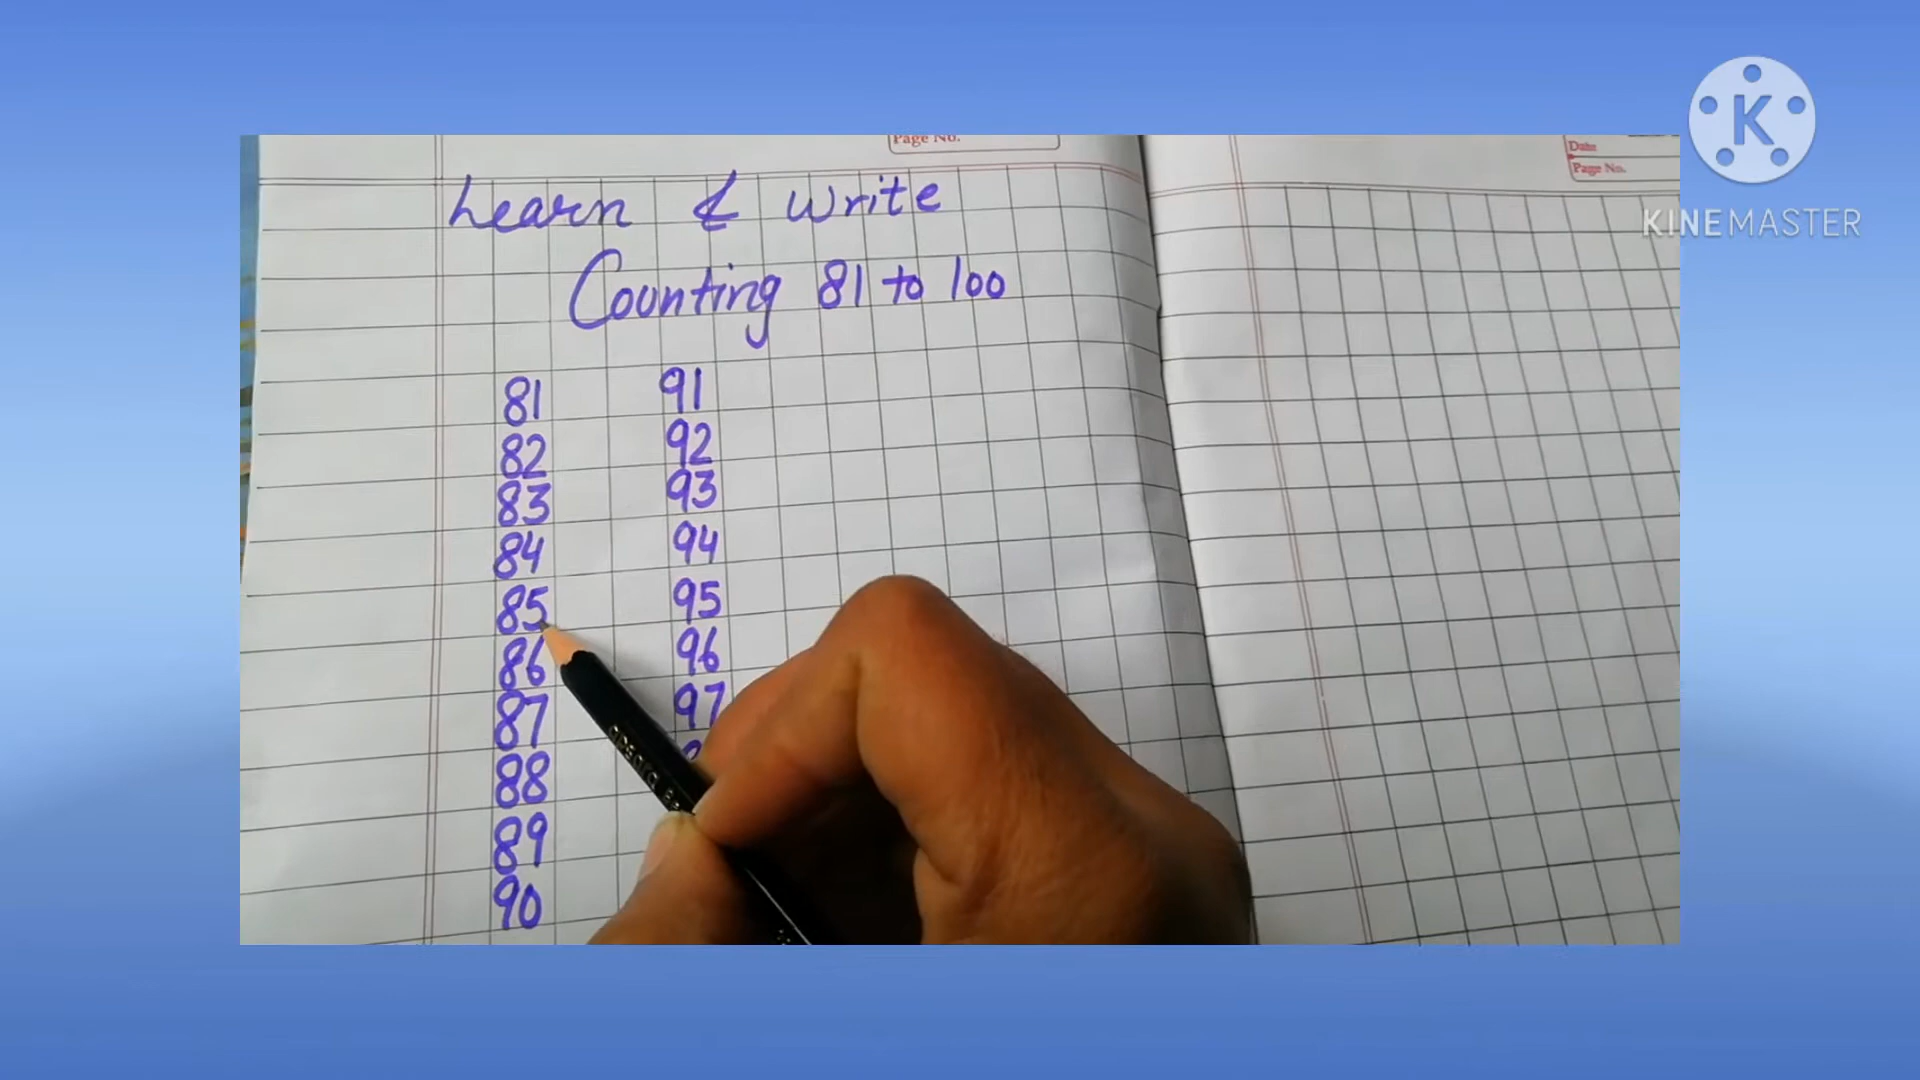 Page No.
Date
Page No.
K
KINEMASTER
Learn & Write
Counting 81 to 100
81 91
82 92
83 93
84 94
85 95
86 96
87 97
88
89
90
apsara